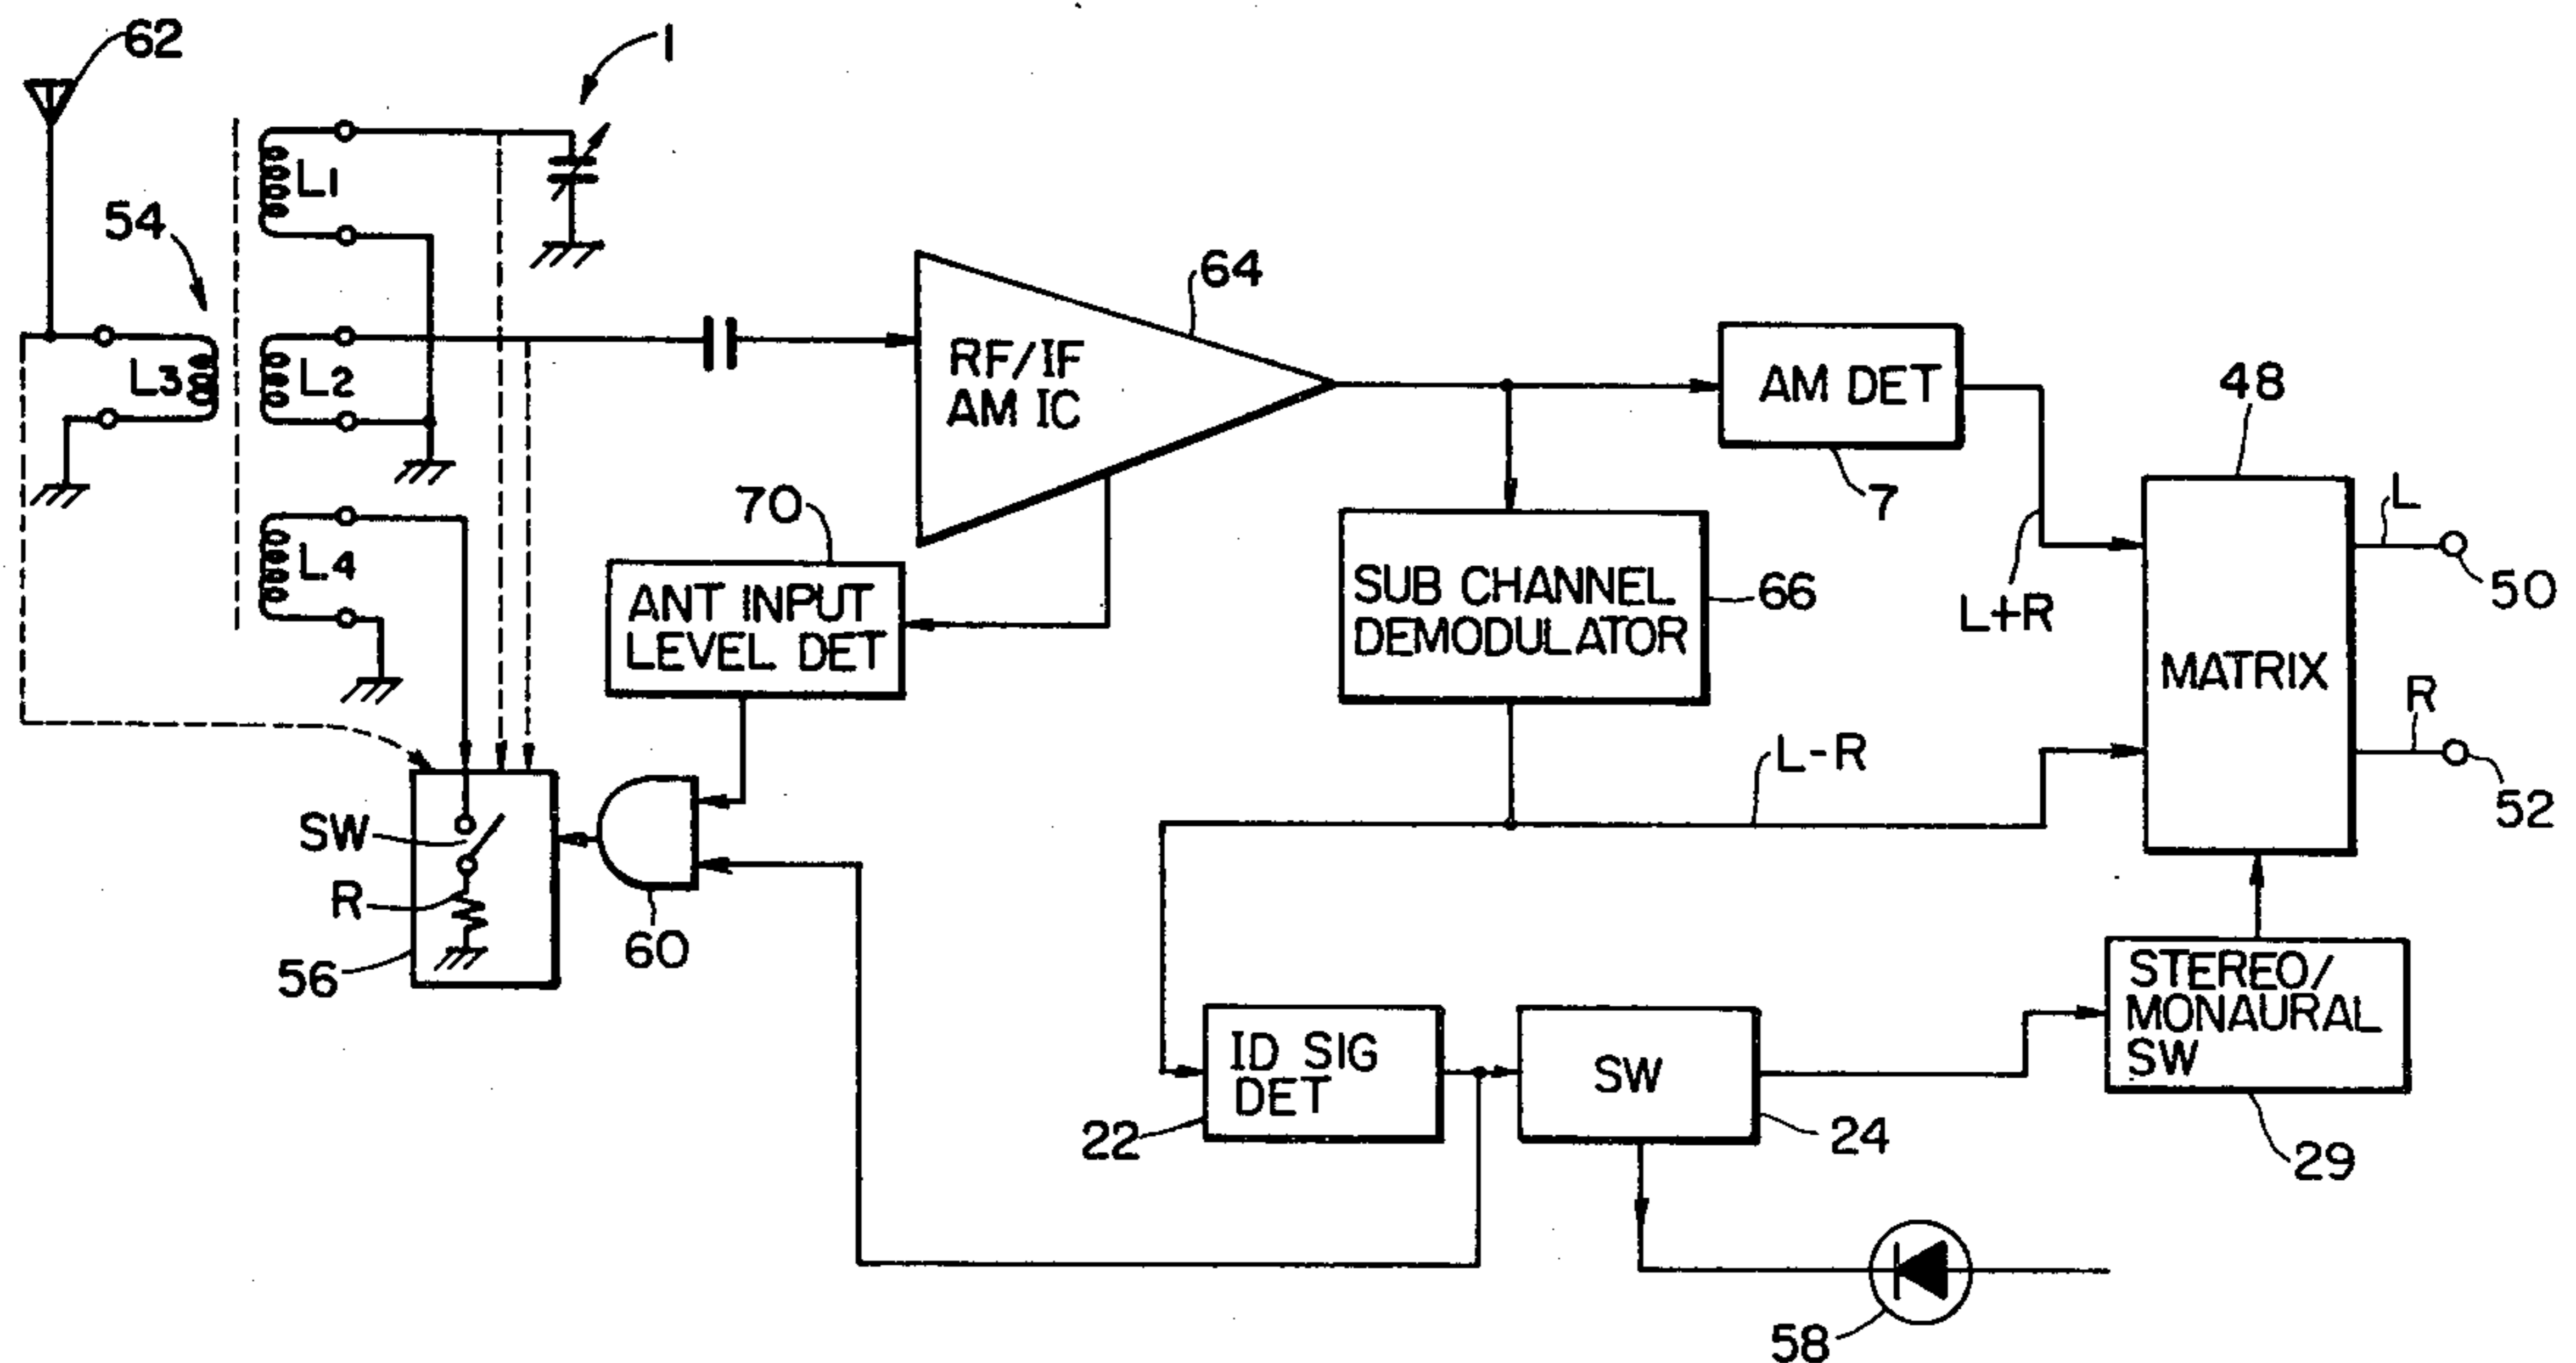 62
1
L1
54
64
L3
L2
RF/IF
AM IC
AM DET
48
70
7
L
L4
ANT INPUT
LEVEL DET
SUB CHANNEL
DEMODULATOR
66
50
L+R
MATRIX
R
L-R
52
SW
R
60
56
STEREO/
MONAURAL
SW
ID SIG
DET
SW
22
24
29
58